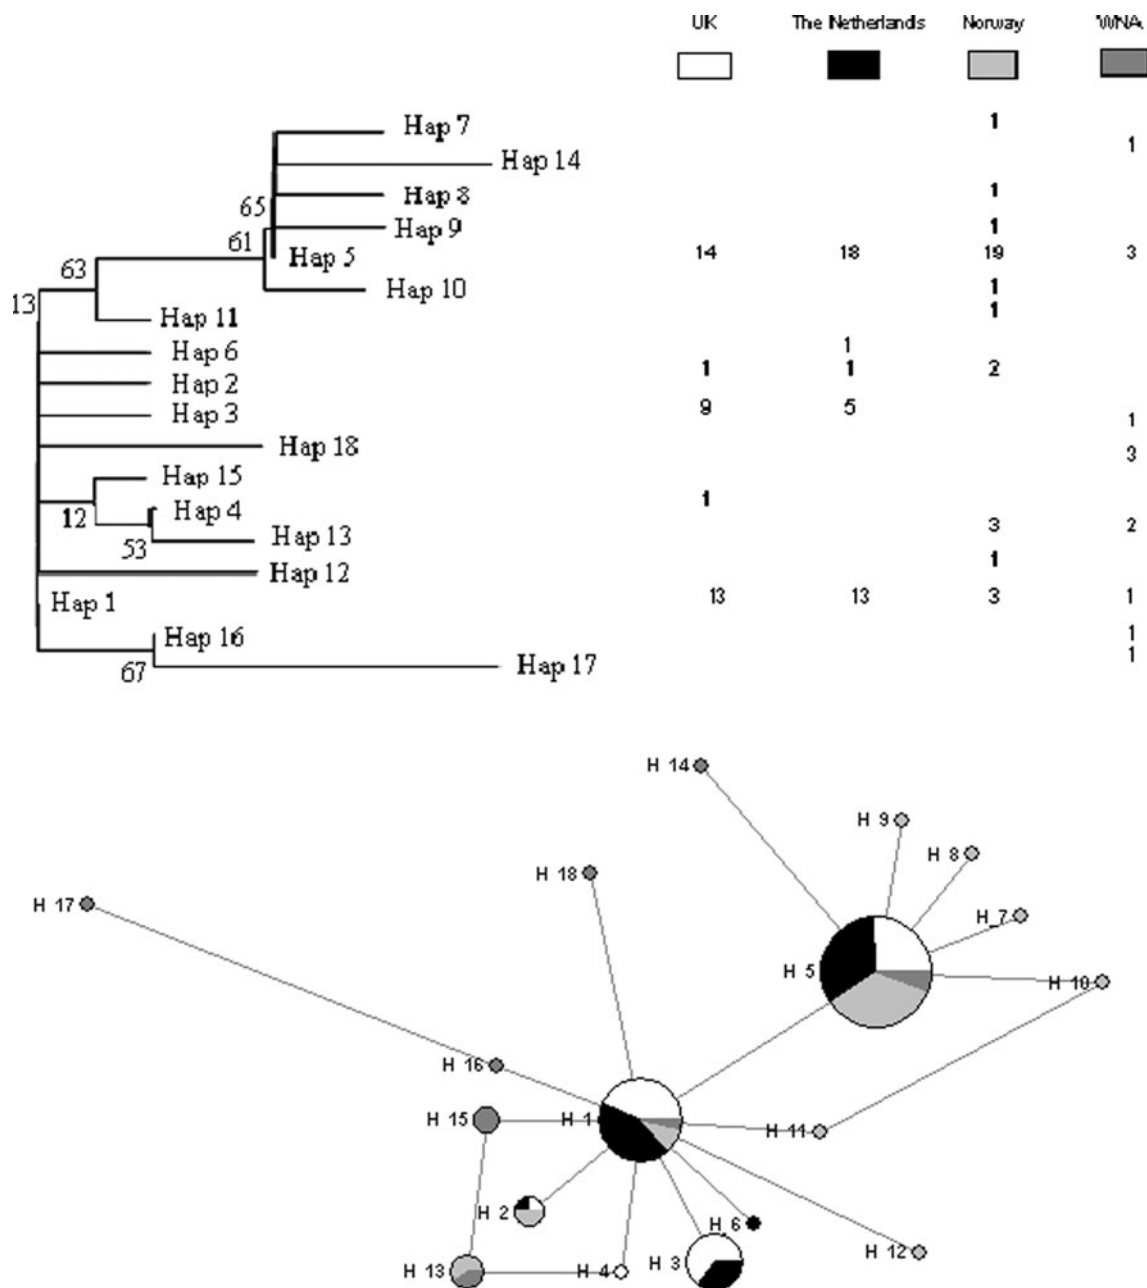 UK The Netherlands Norway WNA
Hap 7 1
1
Hap 14
65 Hap 8 1
61 Hap 9 1
63 Hap 5 14 18 19 3
Hap 10 1
13 Hap 11 1
Hap 6 1
Hap 2 1 1 2
Hap 3 9 5 1
Hap 18 3
Hap 15
12 Hap 4 1
53 Hap 13 3 2
Hap 12 1
Hap 1 13 13 3 1
Hap 16 1
67 Hap 17 1
H 14
H 9
H 8
H 18
H 17
H_7
H 5
H 10
H 16
H 15 H 1 H 11
H 2 H_6
H 3 H 12
H 13 H 4